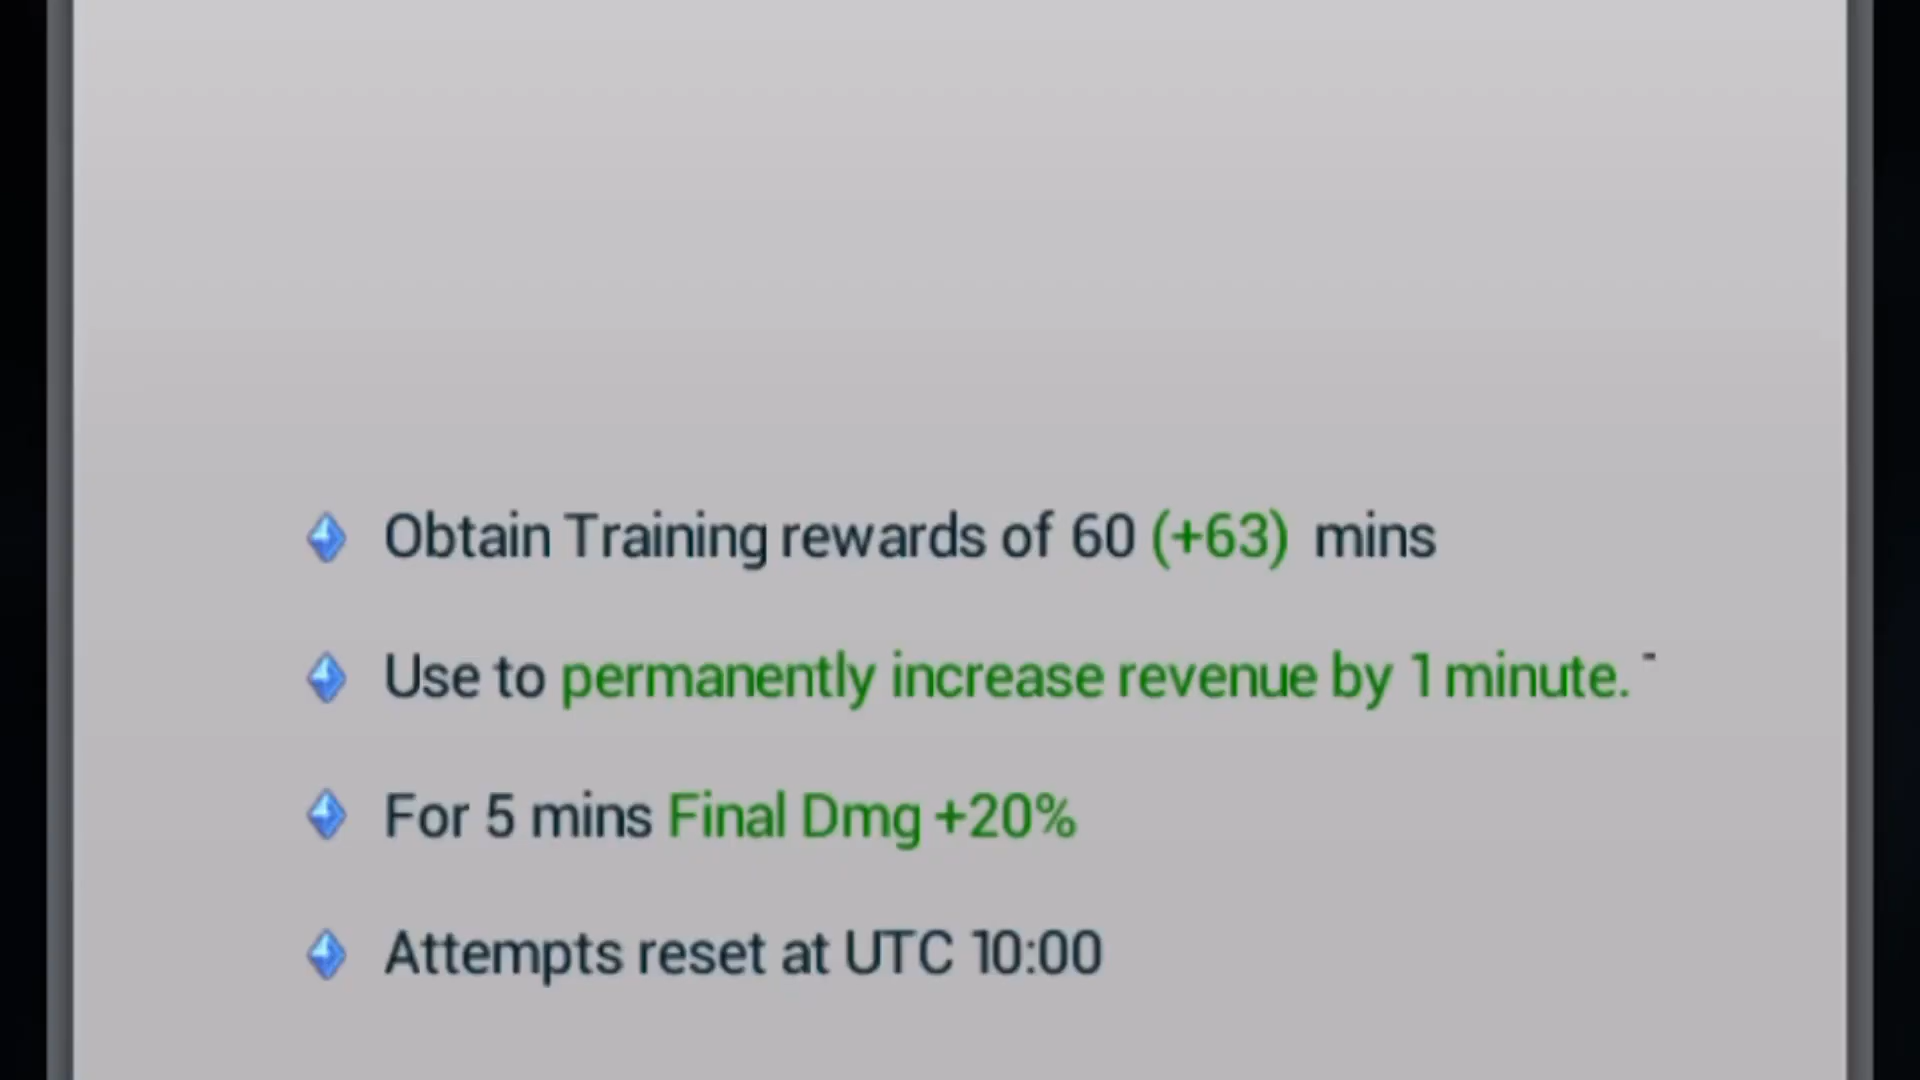 Obtain Training rewards of 60 (+63) mins
Use to permanently increase revenue by 1 minute.
For 5 mins Final Dmg +20%
Attempts reset at UTC 10:00